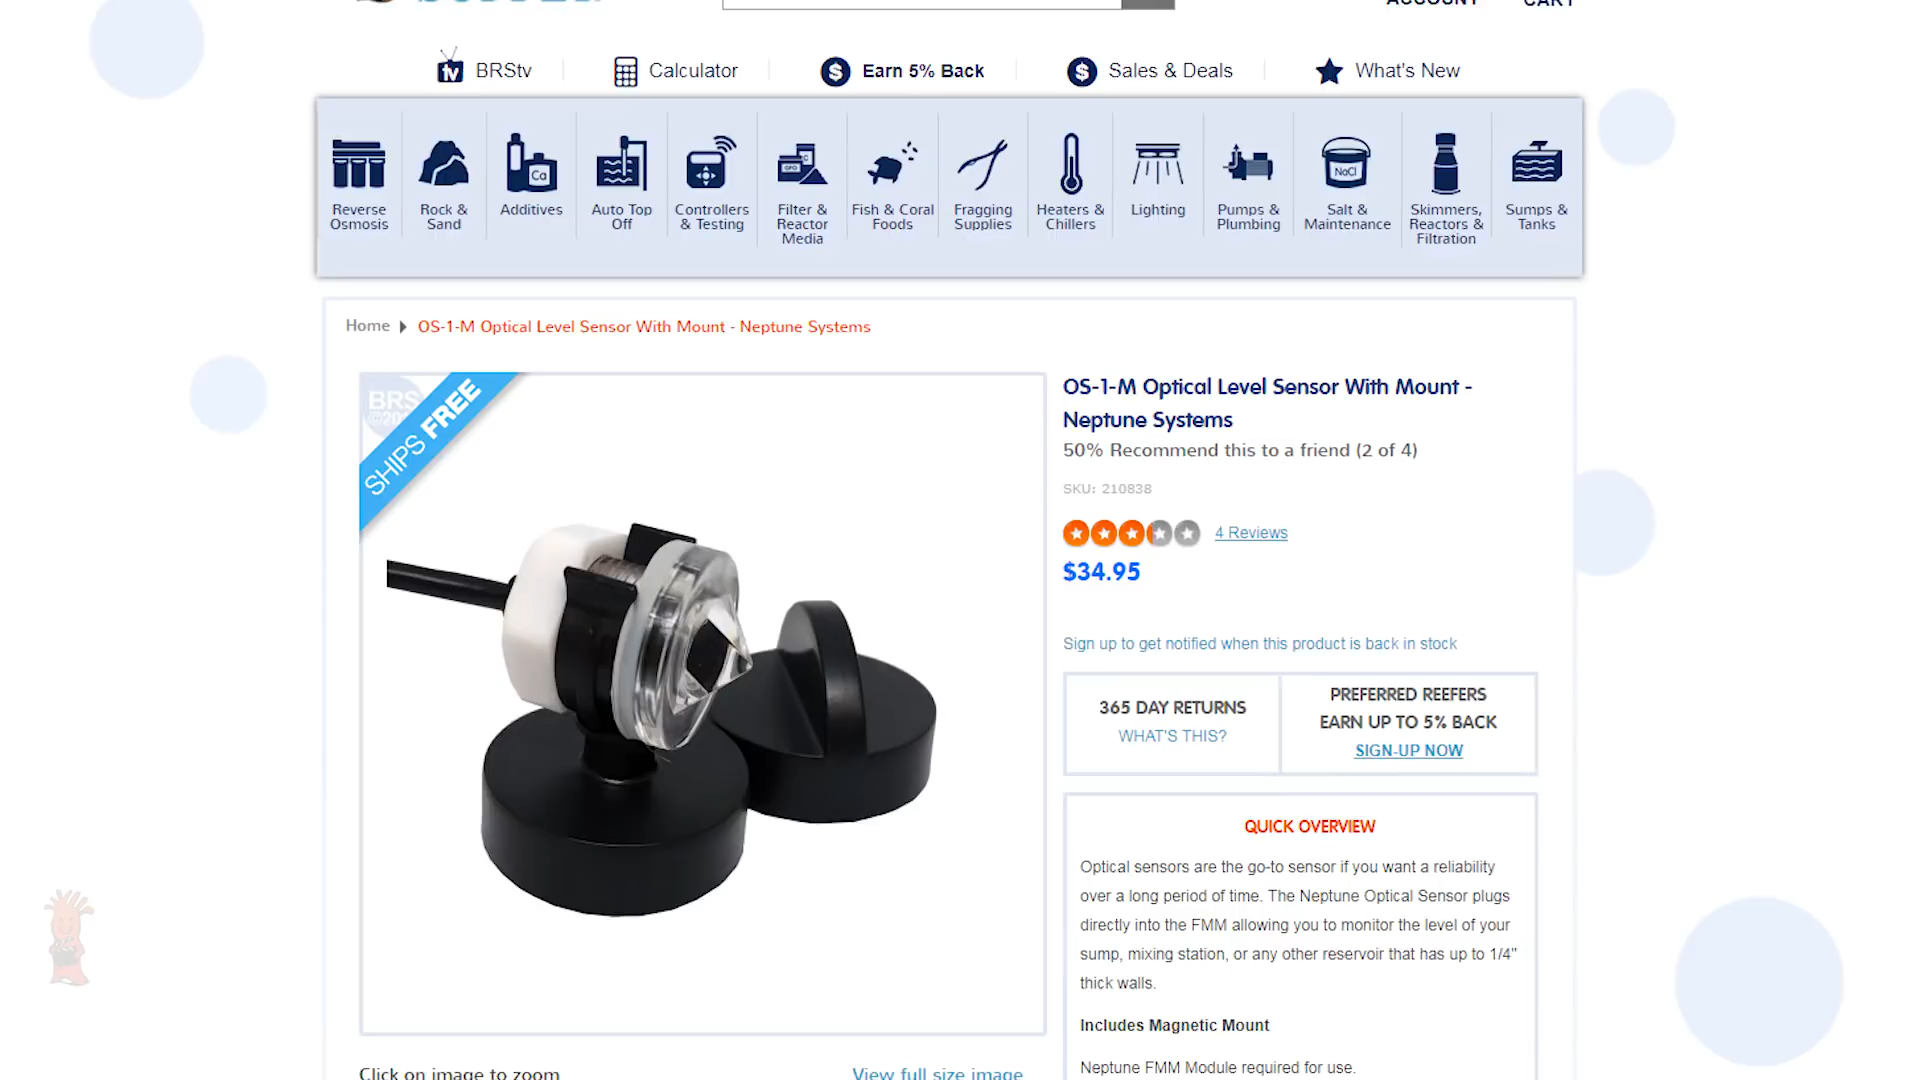 ACCOUNT
CART
BRStv
Calculator
Earn 5% Back
Sales & Deals
What's New
Reverse
Osmosis
Rock &
Sand
Additives
Auto Top
Off
Controllers
& Testing
Filter &
Reactor
Media
Fish & Coral
Foods
Fragging
Supplies
Heaters &
Chillers
Lighting
Pumps &
Plumbing
Salt &
Maintenance
Skimmers,
Reactors &
Filtration
Sumps &
Tanks
tv
Ca
GFO
C
NaCl
Home
OS-1-M Optical Level Sensor With Mount - Neptune Systems
BRS
SHIPS FREE
OS-1-M Optical Level Sensor With Mount -
Neptune Systems
50% Recommend this to a friend (2 of 4)
SKU: 210838
4 Reviews
$34.95
Sign up to get notified when this product is back in stock
365 DAY RETURNS
WHAT'S THIS?
PREFERRED REEFERS
EARN UP TO 5% BACK
SIGN-UP NOW
QUICK OVERVIEW
Optical sensors are the go-to sensor if you want a reliability
over a long period of time. The Neptune Optical Sensor plugs
directly into the FMM allowing you to monitor the level of your
sump, mixing station, or any other reservoir that has up to 1/4"
thick walls.
Includes Magnetic Mount
Neptune FMM Module required for use.
Click on image to zoom
View full size image